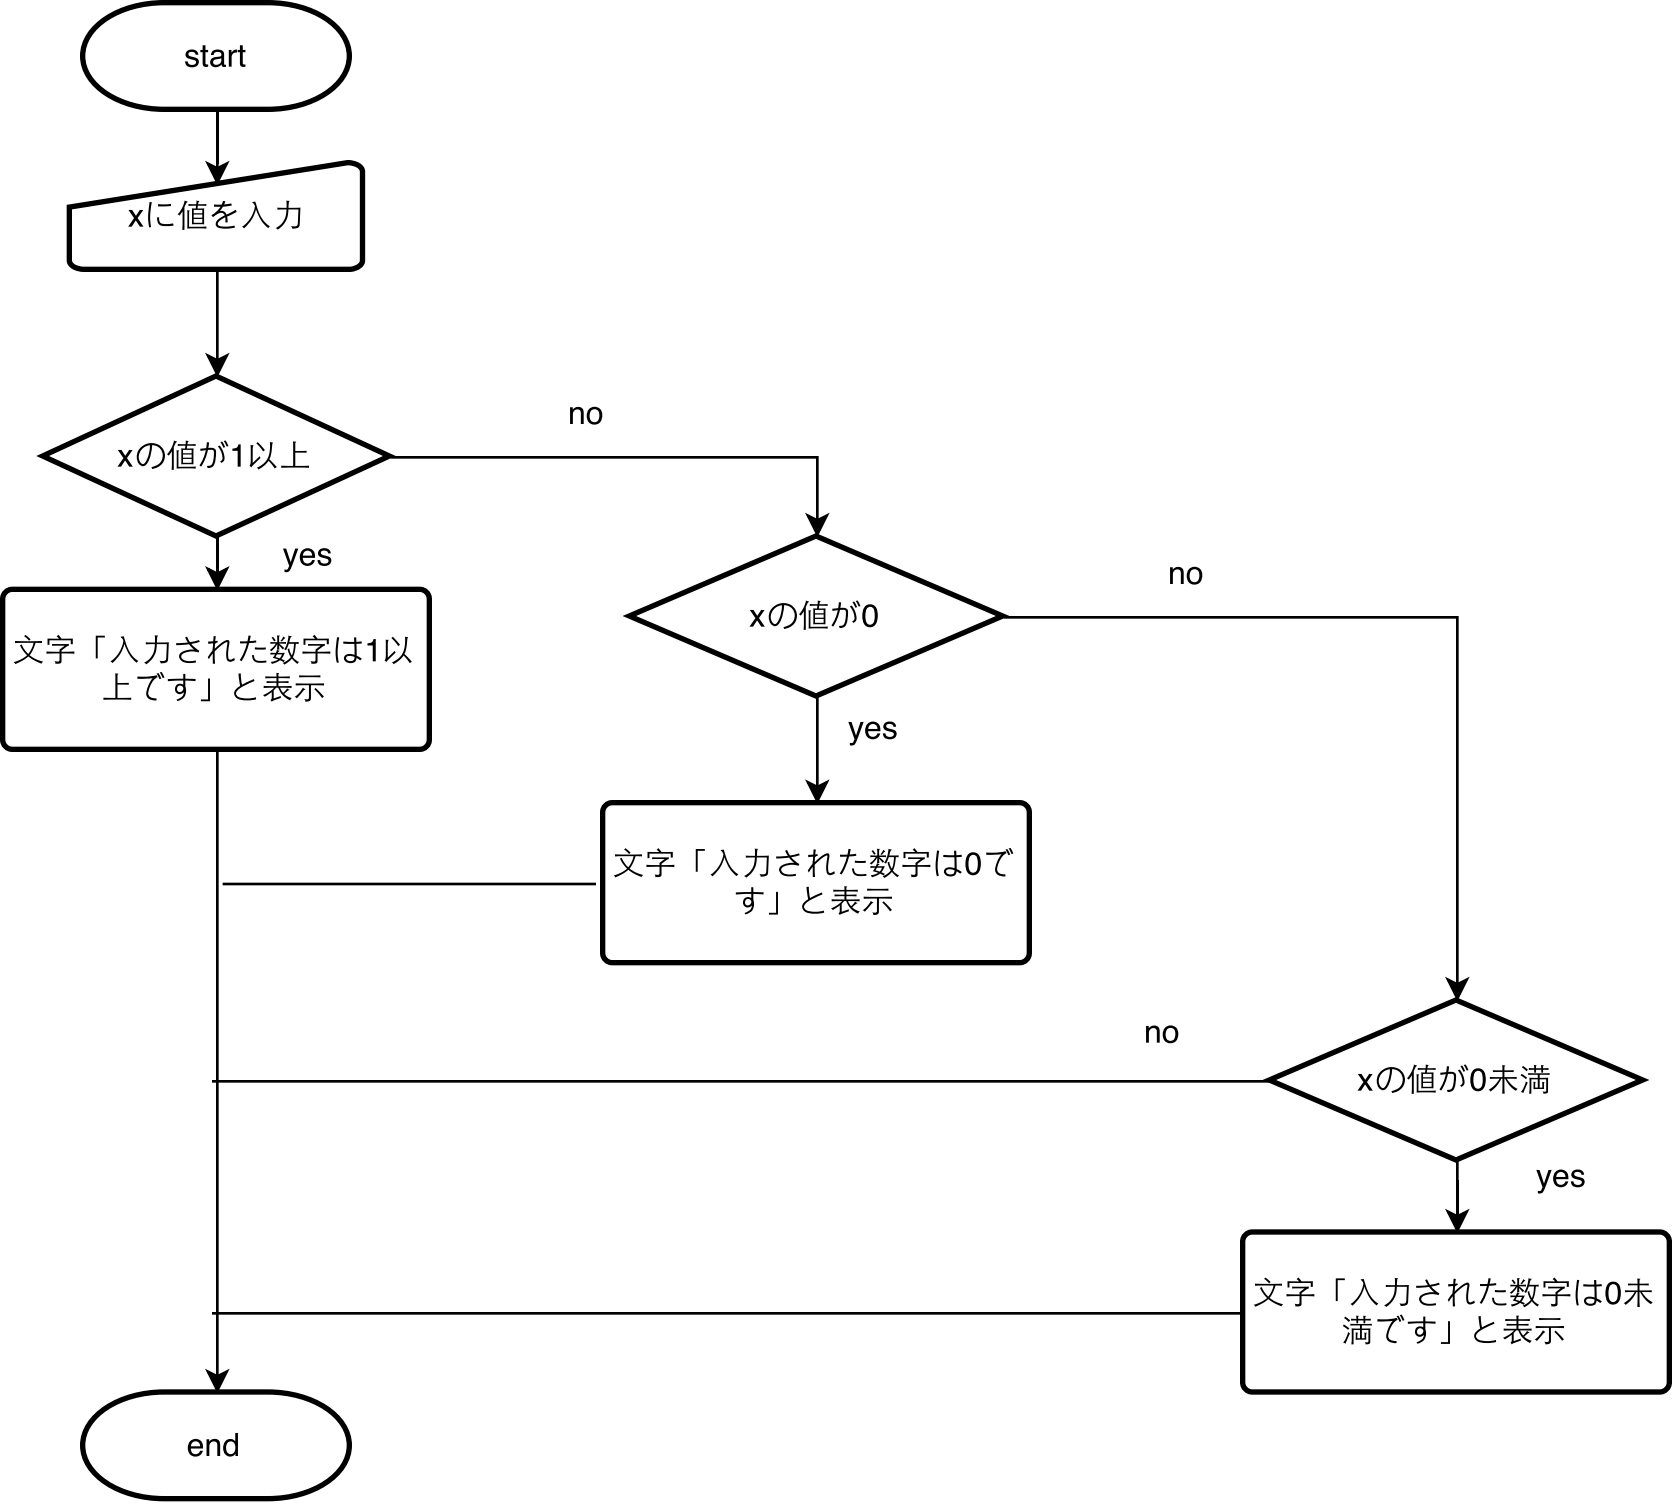 start
xに値を入力
xの値が1以上
no
yes
文字「入力された数字は1以
上です」と表示
xの値が0
no
yes
文字「入力された数字は0で
す」と表示
xの値が0未満
no
yes
文字「入力された数字は0未
満です」と表示
end